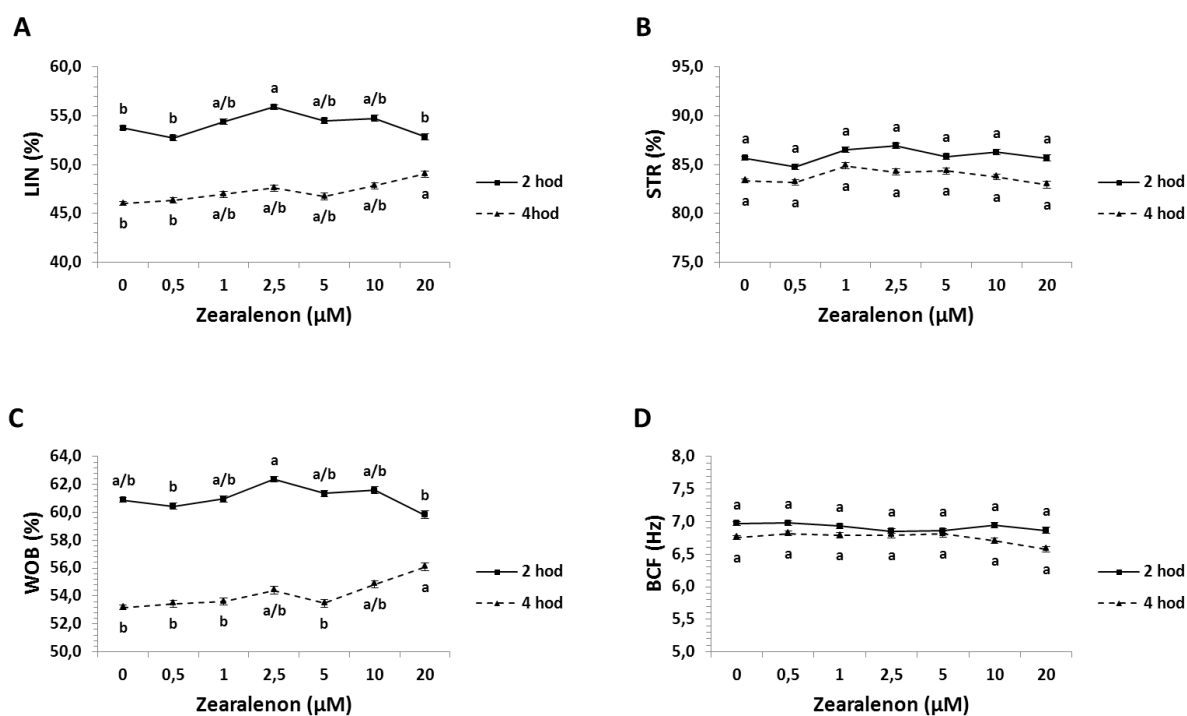 A
60,0
55,0
50,0
45,0
40,0
LIN (%)
b b a/b a a/b a/b b
b b a/b a/b a/b a/b a
0 0,5 1 2,5 5 10 20
Zearalenon (µM)
2 hod
4hod
B
95,0
90,0
85,0
80,0
75,0
STR (%)
a a a a a a a
a a a a a a a
0 0,5 1 2,5 5 10 20
Zearalenon (µM)
2 hod
4 hod
C
64,0
62,0
60,0
58,0
56,0
54,0
52,0
50,0
WOB (%)
a/b b a/b a a/b a/b b
b b b a/b b a/b a
0 0,5 1 2,5 5 10 20
Zearalenon (µM)
2 hod
4 hod
D
8,0
7,5
7,0
6,5
6,0
5,5
5,0
BCF (Hz)
a a a a a a a
a a a a a a a
0 0,5 1 2,5 5 10 20
Zearalenon (µM)
2 hod
4 hod